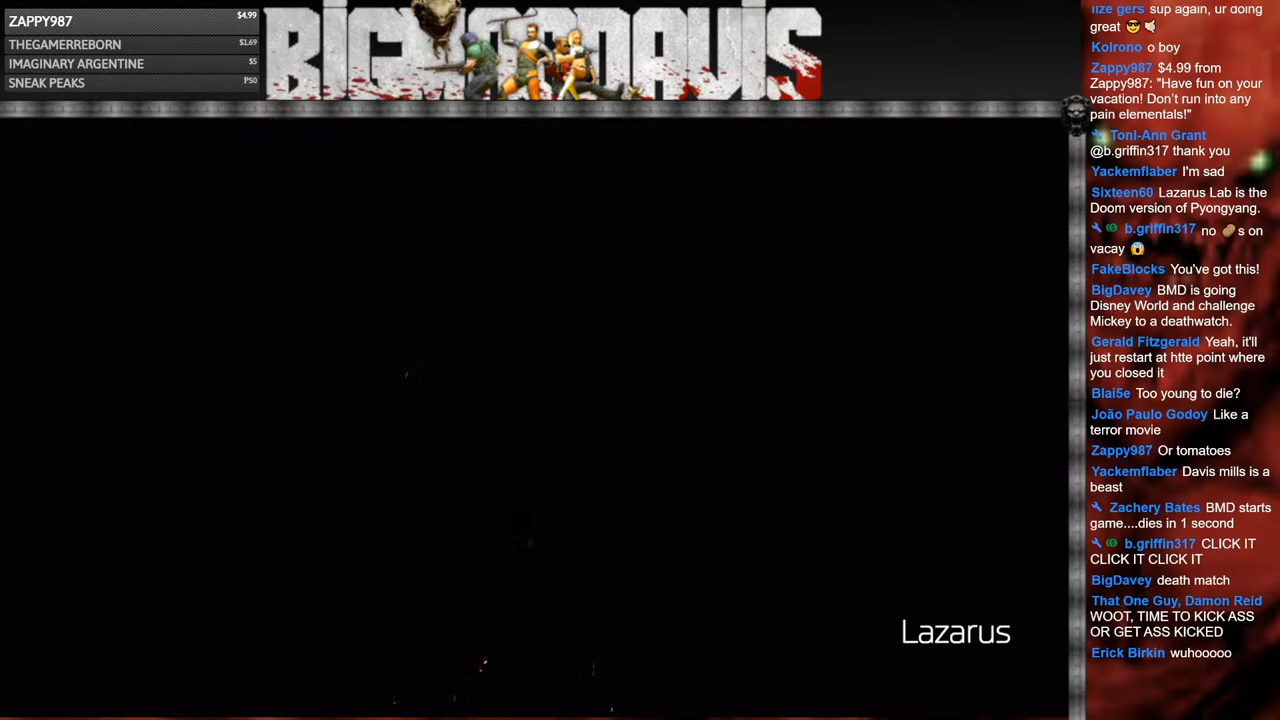 ZAPPY987 $4.99
THEGAMERREBORN $1.69
IMAGINARY ARGENTINE $5
SNEAK PEAKS ₱50
BIGMACDAVIS
sup again, ur doing
great 😎 🤙
Koirono o boy
Zappy987 $4.99 from
Zappy987: "Have fun on your
vacation! Don't run into any
pain elementals!"
Toni-Ann Grant
@b.griffin317 thank you
Yackemflaber I'm sad
Sixteen60 Lazarus Lab is the
Doom version of Pyongyang.
b.griffin317 no 🥔s on
vacay 😱
FakeBlocks You've got this!
BigDavey BMD is going
Disney World and challenge
Mickey to a deathwatch.
Gerald Fitzgerald Yeah, it'll
just restart at htte point where
you closed it
Blai5e Too young to die?
João Paulo Godoy Like a
terror movie
Zappy987 Or tomatoes
Yackemflaber Davis mills is a
beast
Zachery Bates BMD starts
game....dies in 1 second
b.griffin317 CLICK IT
CLICK IT CLICK IT
BigDavey death match
That One Guy, Damon Reid
WOOT, TIME TO KICK ASS
OR GET ASS KICKED
Erick Birkin wuhooooo
Lazarus